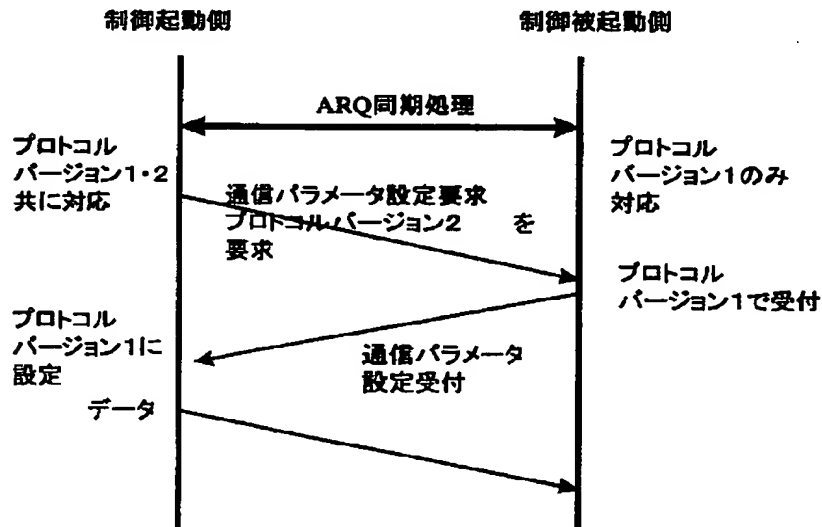 制御起動側
制御被起動側
ARQ同期処理
プロトコル
バージョン1・2
共に対応
プロトコル
バージョン1のみ
対応
通信パラメータ設定要求
プロトコルバージョン2 を
要求
プロトコル
バージョン1で受付
プロトコル
バージョン1に
設定
通信パラメータ
設定受付
データ